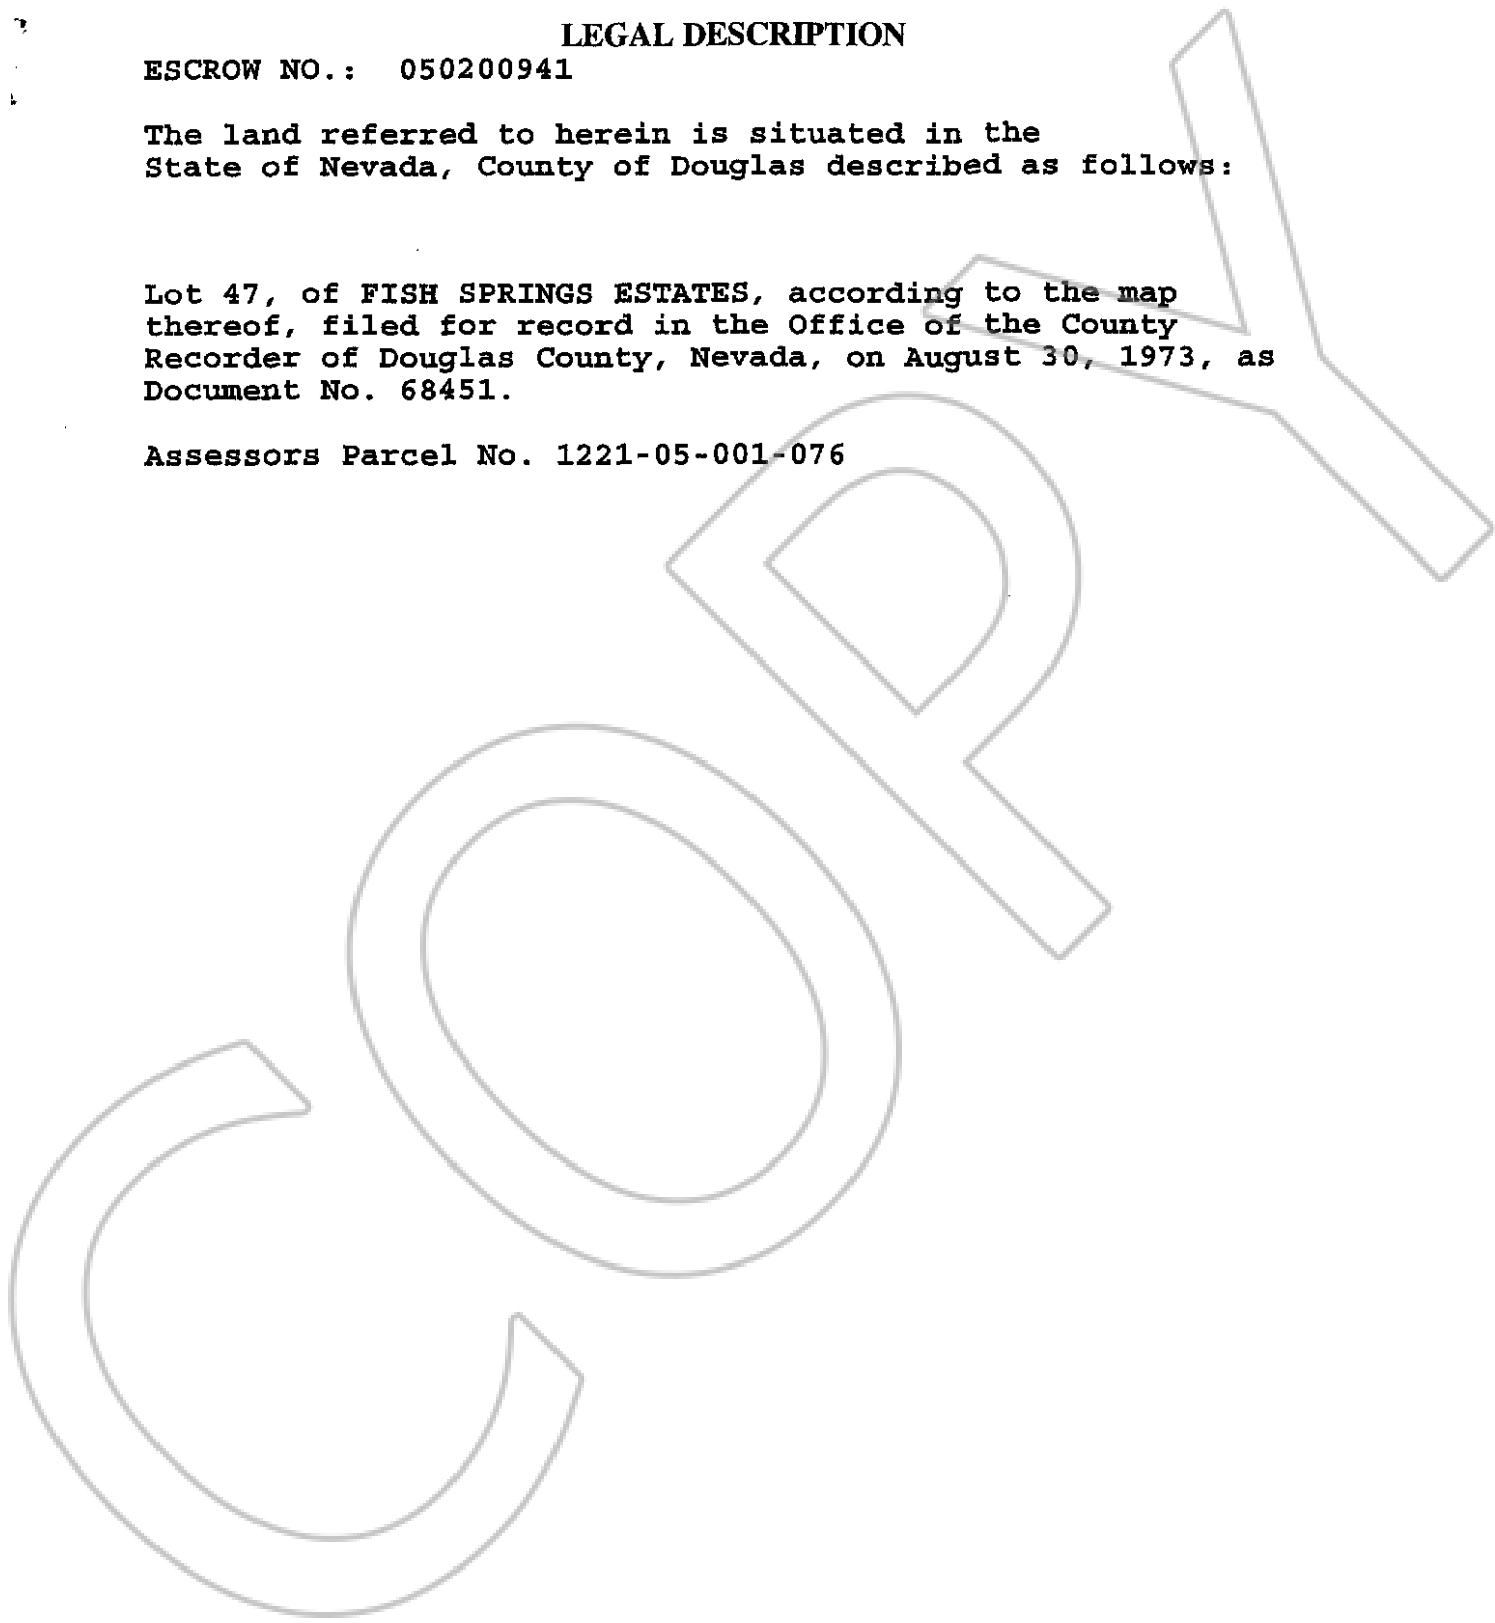 LEGAL DESCRIPTION
ESCROW NO.: 050200941
The land referred to herein is situated in the
State of Nevada, County of Douglas described as follows:
Lot 47, of FISH SPRINGS ESTATES, according to the map
thereof, filed for record in the Office of the County
Recorder of Douglas County, Nevada, on August 30, 1973, as
Document No. 68451.
Assessors Parcel No. 1221-05-001-076
COPY